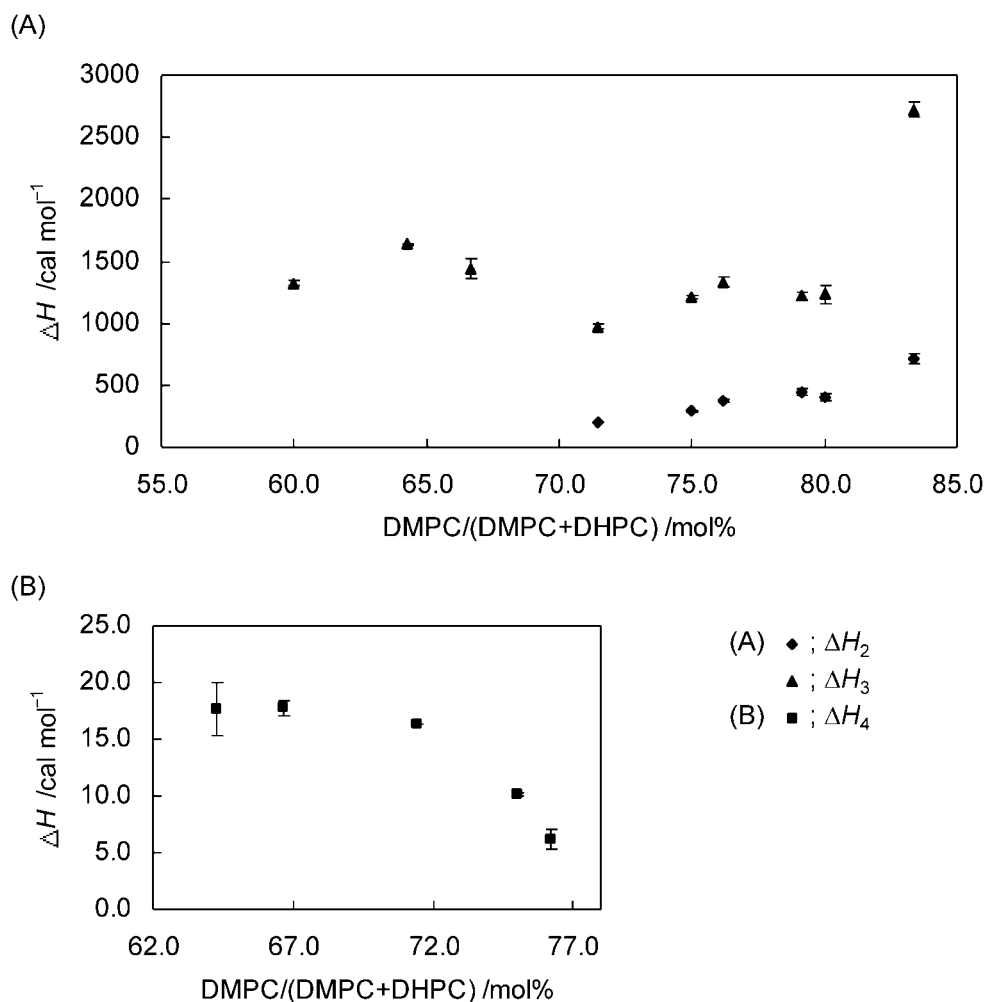 (A)
3000
2500
2000
1500
1000
500
0
ΔH /cal mol⁻¹
55.0 60.0 65.0 70.0 75.0 80.0 85.0
DMPC/(DMPC+DHPC) /mol%
(B)
25.0
20.0
15.0
10.0
5.0
0.0
ΔH /cal mol⁻¹
62.0 67.0 72.0 77.0
DMPC/(DMPC+DHPC) /mol%
(A) ◆ ; ΔH₂
▲ ; ΔH₃
(B) ■ ; ΔH₄